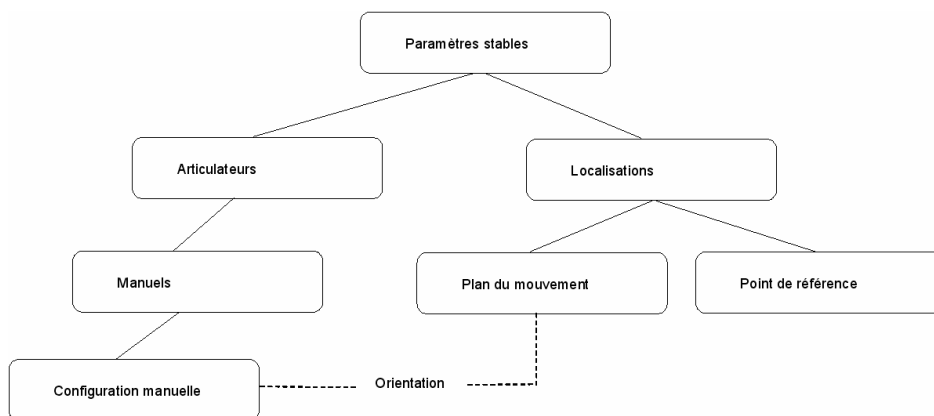 Paramètres stables
Articulateurs
Localisations
Manuels
Plan du mouvement
Point de référence
Configuration manuelle
Orientation